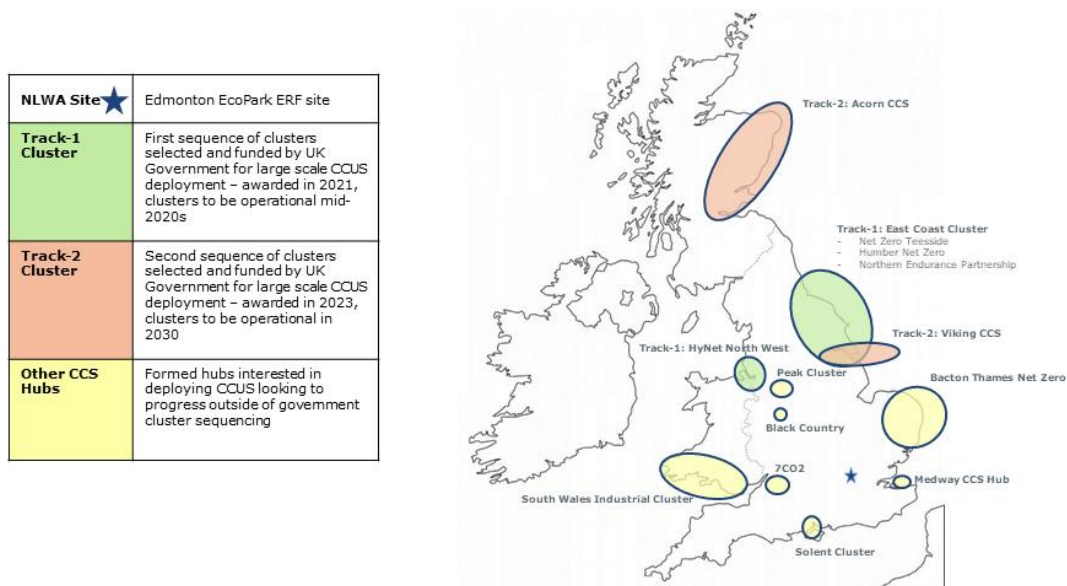 NLWA Site
Edmonton EcoPark ERF site
Track-1
Cluster
First sequence of clusters
selected and funded by UK
Government for large scale CCUS
deployment – awarded in 2021,
clusters to be operational mid-
2020s
Track-2
Cluster
Second sequence of clusters
selected and funded by UK
Government for large scale CCUS
deployment – awarded in 2023,
clusters to be operational in
2030
Other CCS
Hubs
Formed hubs interested in
deploying CCUS looking to
progress outside of government
cluster sequencing
Track-2: Acorn CCS
Track-1: East Coast Cluster
- Net Zero Teesside
- Humber Net Zero
- Northern Endurance Partnership
Track-2: Viking CCS
Track-1: HyNet North West
Peak Cluster
Bacton Thames Net Zero
Black Country
7CO2
Medway CCS Hub
South Wales Industrial Cluster
Solent Cluster